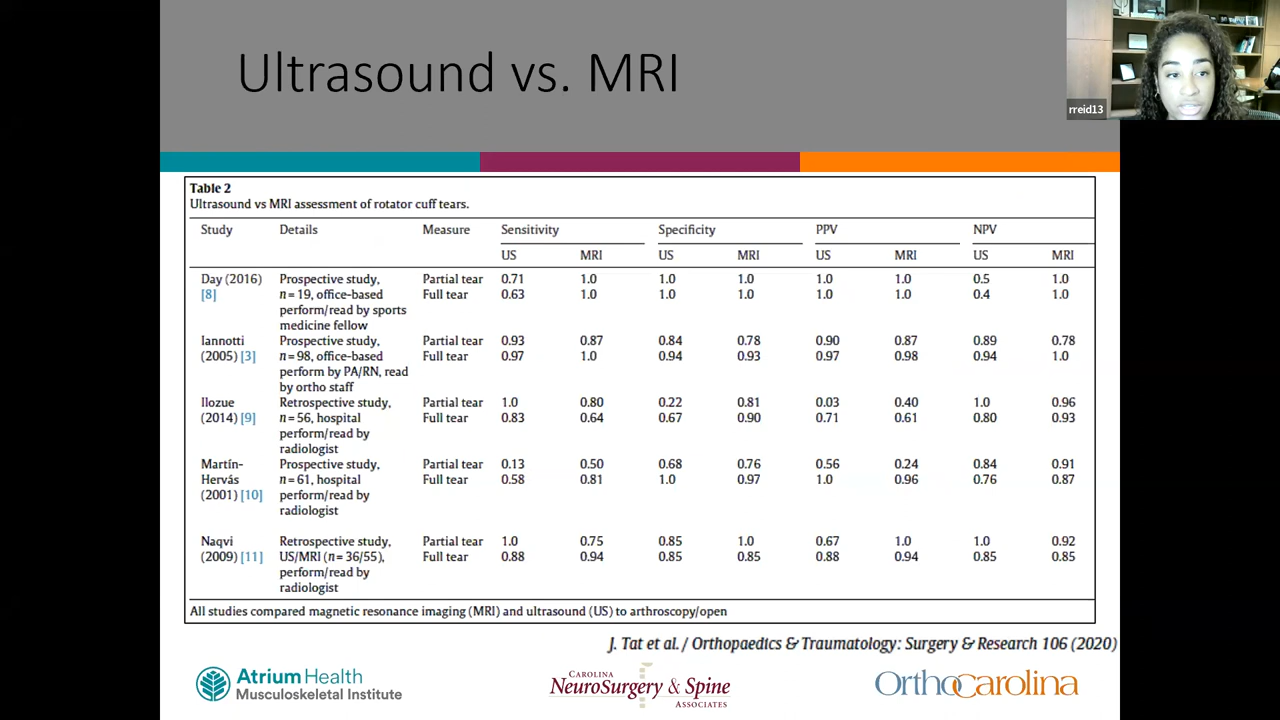 Ultrasound vs. MRI
rreid13
Table 2
Ultrasound vs MRI assessment of rotator cuff tears.
Study Details Measure Sensitivity Specificity PPV NPV
US MRI US MRI US MRI US MRI
Day (2016) Prospective study, Partial tear 0.71 1.0 1.0 1.0 1.0 1.0 0.5 1.0
[8] n = 19, office-based Full tear 0.63 1.0 1.0 1.0 1.0 1.0 0.4 1.0
perform/read by sports
medicine fellow
Iannotti Prospective study, Partial tear 0.93 0.87 0.84 0.78 0.90 0.87 0.89 0.78
(2005) [3] n = 98, office-based Full tear 0.97 1.0 0.94 0.93 0.97 0.98 0.94 1.0
perform by PA/RN, read
by ortho staff
Ilozue Retrospective study, Partial tear 1.0 0.80 0.22 0.81 0.03 0.40 1.0 0.96
(2014) [9] n = 56, hospital Full tear 0.83 0.64 0.67 0.90 0.71 0.61 0.80 0.93
perform/read by
radiologist
Martín- Prospective study, Partial tear 0.13 0.50 0.68 0.76 0.56 0.24 0.84 0.91
Hervás n = 61, hospital Full tear 0.58 0.81 1.0 0.97 1.0 0.96 0.76 0.87
(2001) [10] perform/read by
radiologist
Naqvi Retrospective study, Partial tear 1.0 0.75 0.85 1.0 0.67 1.0 1.0 0.92
(2009) [11] US/MRI (n = 36/55), Full tear 0.88 0.94 0.85 0.85 0.88 0.94 0.85 0.85
perform/read by
radiologist
All studies compared magnetic resonance imaging (MRI) and ultrasound (US) to arthroscopy/open
J. Tat et al. / Orthopaedics & Traumatology: Surgery & Research 106 (2020)
Atrium Health
Musculoskeletal Institute
CAROLINA
NEUROSURGERY & SPINE
ASSOCIATES
OrthoCarolina